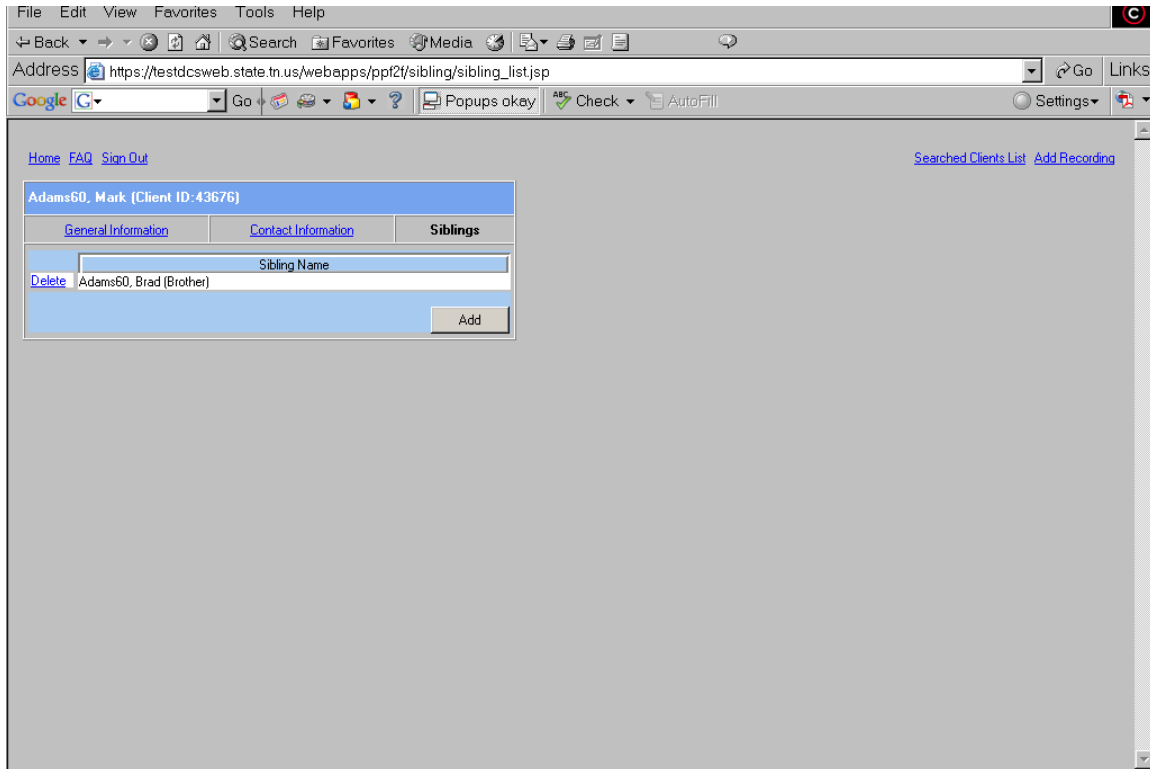 File Edit View Favorites Tools Help
Back Search Favorites Media
Address https://testdcsweb.state.tn.us/webapps/ppf2f/sibling/sibling_list.jsp Go Links
Google G Go Popups okay ABC Check AutoFill Settings
Home FAQ Sign Out Searched Clients List Add Recording
Adams60, Mark (Client ID:43676)
General Information Contact Information Siblings
Sibling Name
Delete Adams60, Brad (Brother)
Add